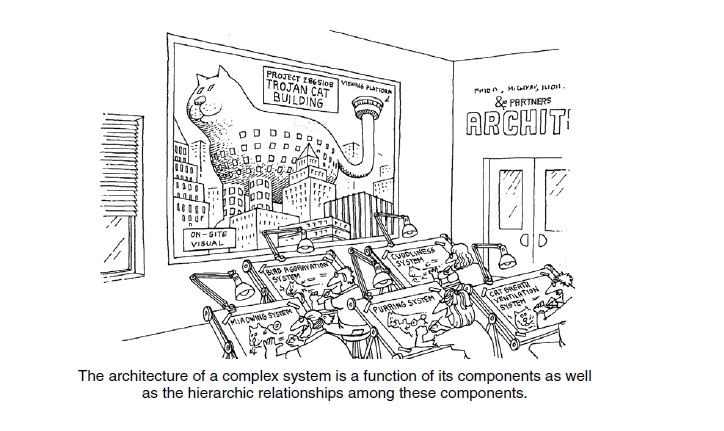 PROJECT 2865108
TROJAN CAT
BUILDING
VIEWING PLATFORM
& PARTNERS
ARCHIT
ON-SITE
VISUAL
BIRD AGGRAVATION
SYSTEM
CUDDLINESS
SYSTEM
MIAOWING SYSTEM
PURRING SYSTEM
CAT BREATH
VENTILATION
SYSTEM
The architecture of a complex system is a function of its components as well
as the hierarchic relationships among these components.